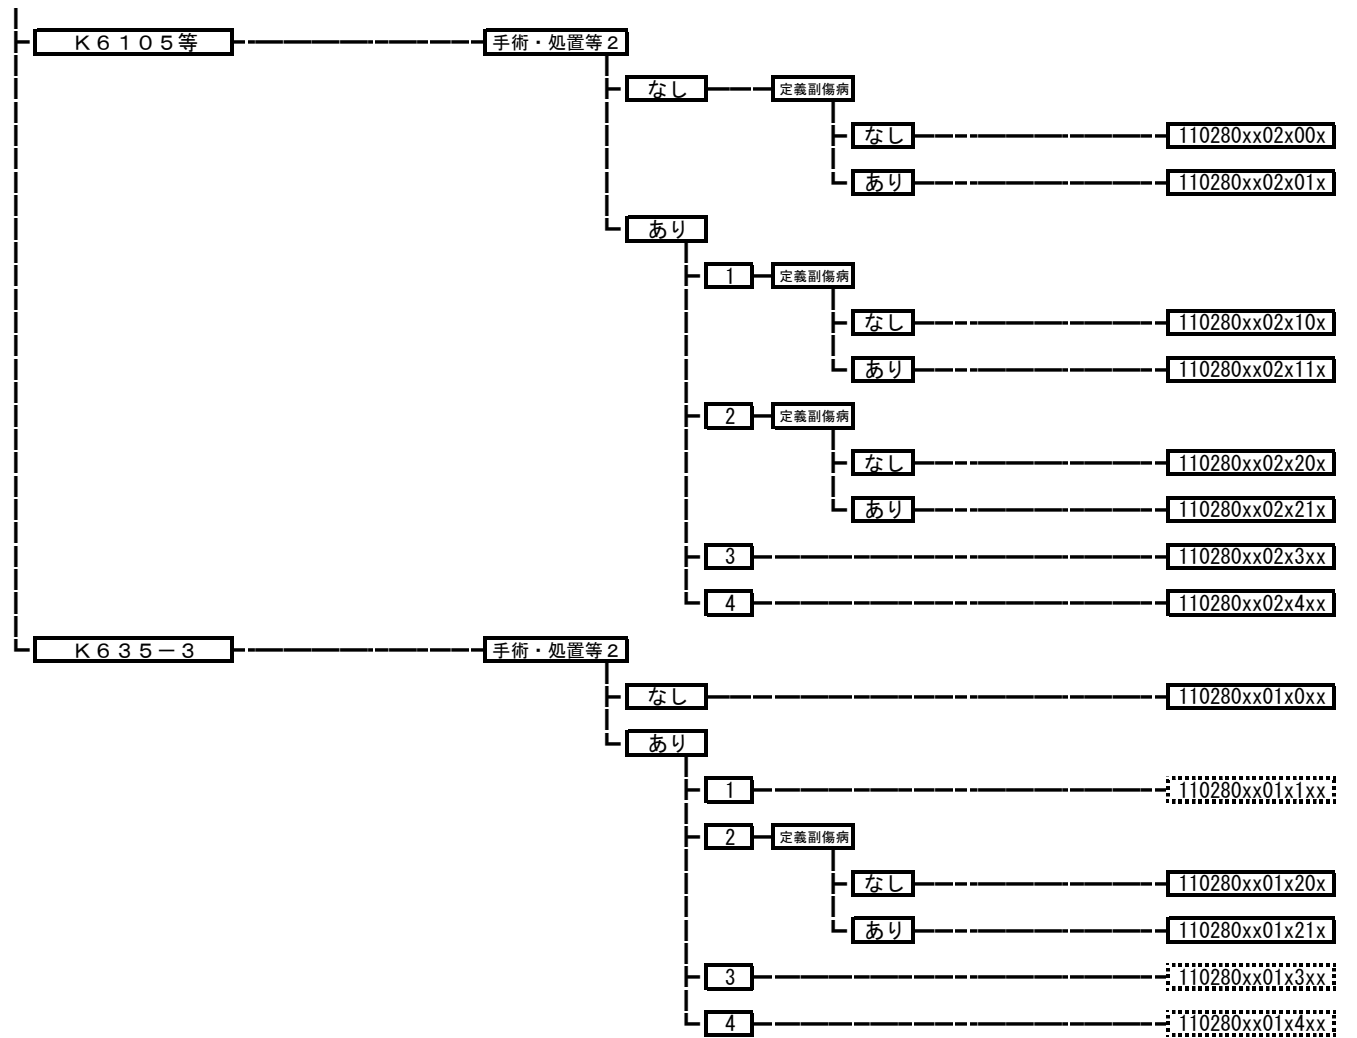 Ｋ６１０５等 手術・処置等２
なし 定義副傷病
なし 110280xx02x00x
あり 110280xx02x01x
あり
1 定義副傷病
なし 110280xx02x10x
あり 110280xx02x11x
2 定義副傷病
なし 110280xx02x20x
あり 110280xx02x21x
3 110280xx02x3xx
4 110280xx02x4xx
Ｋ６３５－３ 手術・処置等２
なし 110280xx01x0xx
あり
1 110280xx01x1xx
2 定義副傷病
なし 110280xx01x20x
あり 110280xx01x21x
3 110280xx01x3xx
4 110280xx01x4xx